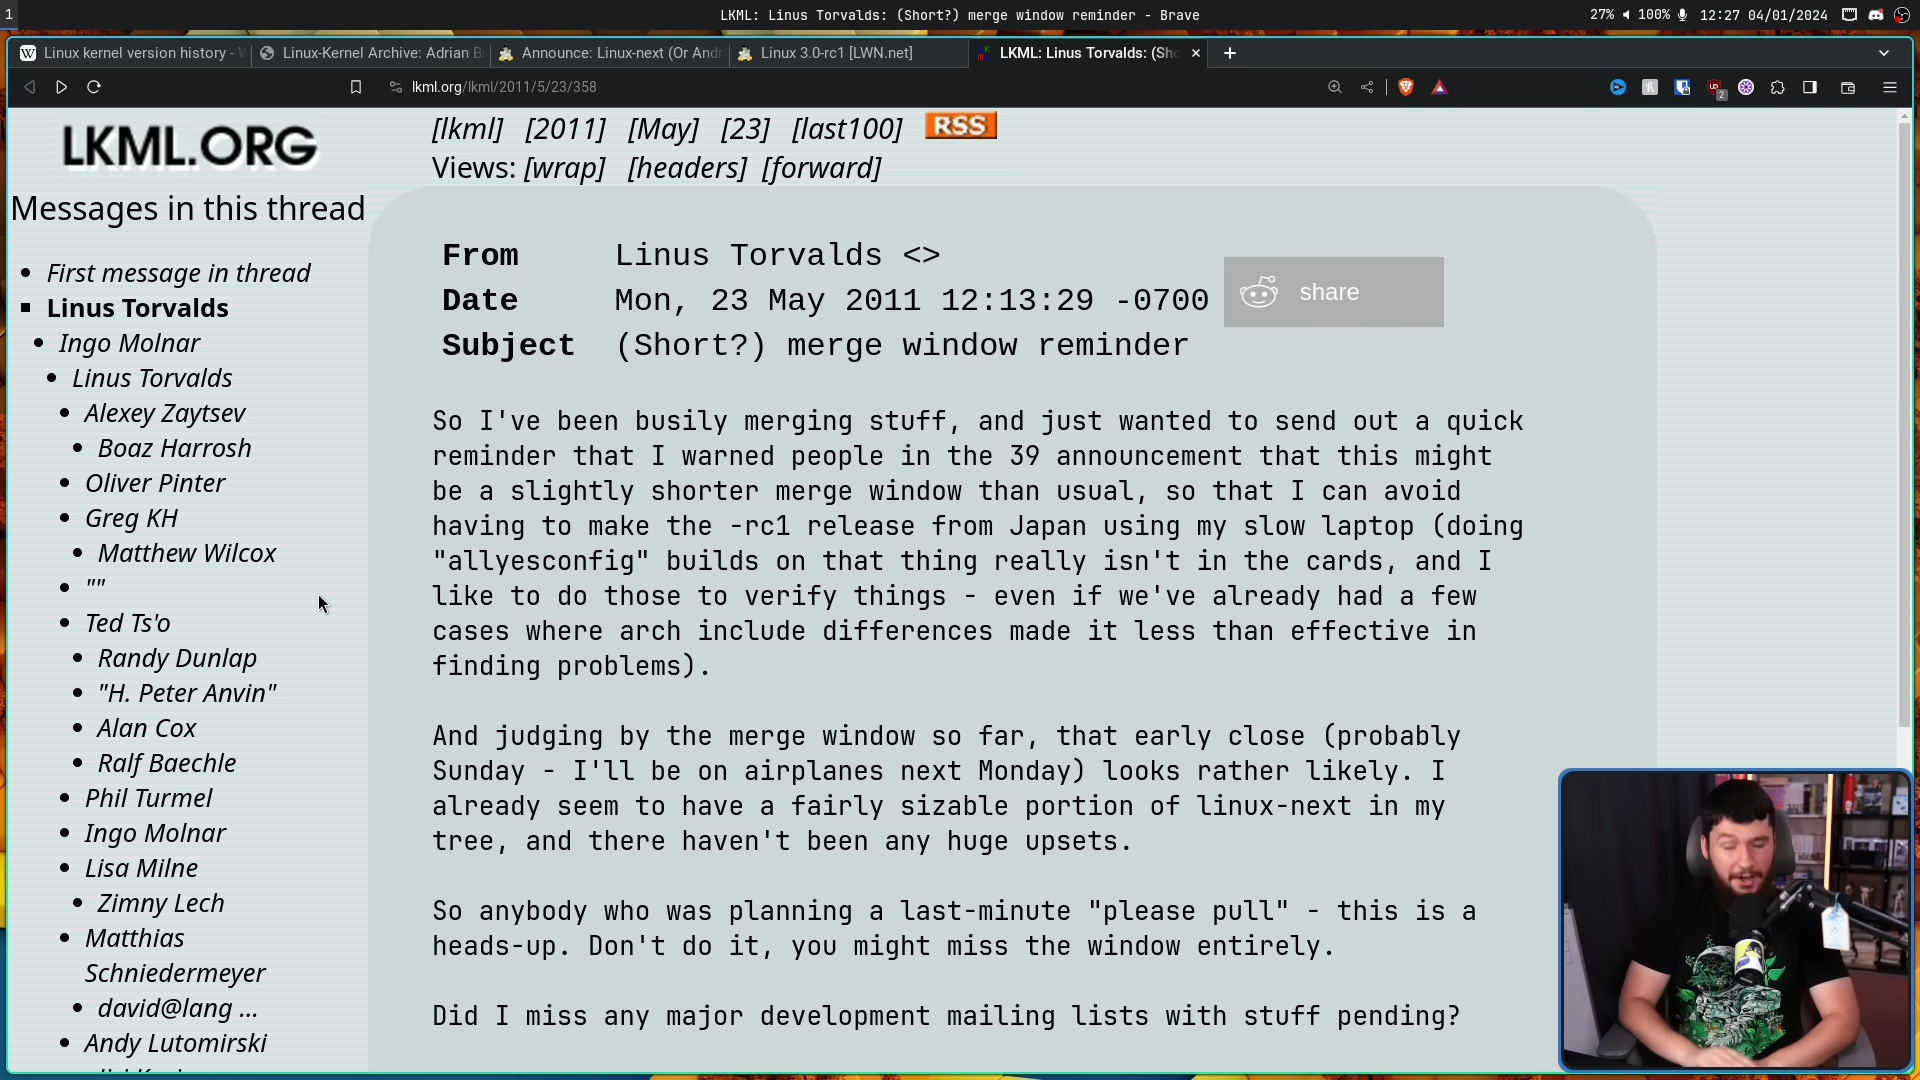 1
LKML: Linus Torvalds: (Short?) merge window reminder - Brave
27% 100% 12:27 04/01/2024
Linux kernel version history -
Linux-Kernel Archive: Adrian
Announce: Linux-next (Or And
Linux 3.0-rc1 [LWN.net]
LKML: Linus Torvalds: (Sh
lkml.org/lkml/2011/5/23/358
2
LKML.ORG
[lkml] [2011] [May] [23] [last100] RSS
Views: [wrap] [headers] [forward]
Messages in this thread
First message in thread
Linus Torvalds
Ingo Molnar
Linus Torvalds
Alexey Zaytsev
Boaz Harrosh
Oliver Pinter
Greg KH
Matthew Wilcox
""
Ted Ts'o
Randy Dunlap
"H. Peter Anvin"
Alan Cox
Ralf Baechle
Phil Turmel
Ingo Molnar
Lisa Milne
Zimny Lech
Matthias
Schniedermeyer
david@lang ...
Andy Lutomirski
From Linus Torvalds <>
Date Mon, 23 May 2011 12:13:29 -0700
Subject (Short?) merge window reminder
share
So I've been busily merging stuff, and just wanted to send out a quick
reminder that I warned people in the 39 announcement that this might
be a slightly shorter merge window than usual, so that I can avoid
having to make the -rc1 release from Japan using my slow laptop (doing
"allyesconfig" builds on that thing really isn't in the cards, and I
like to do those to verify things - even if we've already had a few
cases where arch include differences made it less than effective in
finding problems).
And judging by the merge window so far, that early close (probably
Sunday - I'll be on airplanes next Monday) looks rather likely. I
already seem to have a fairly sizable portion of linux-next in my
tree, and there haven't been any huge upsets.
So anybody who was planning a last-minute "please pull" - this is a
heads-up. Don't do it, you might miss the window entirely.
Did I miss any major development mailing lists with stuff pending?